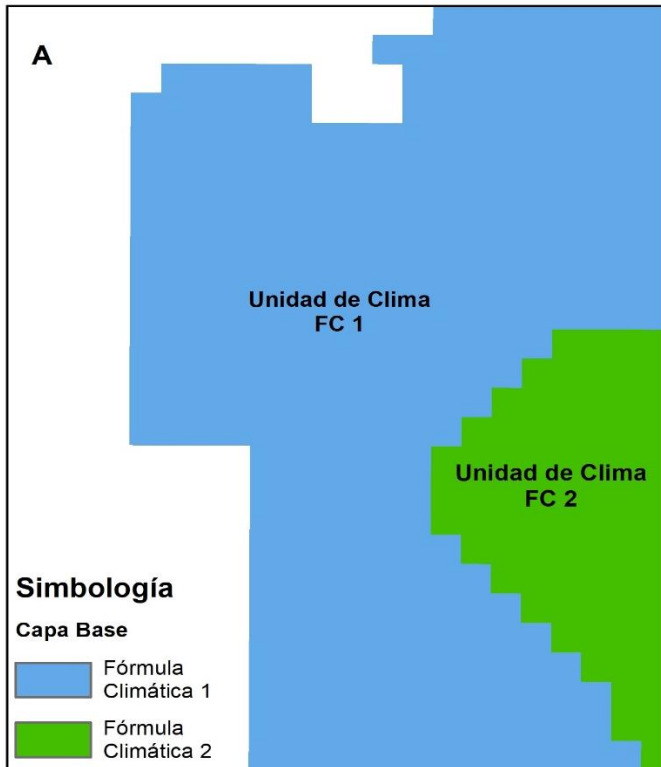 A
Unidad de Clima
FC 1
Unidad de Clima
FC 2
Simbología
Capa Base
Fórmula
Climática 1
Fórmula
Climática 2